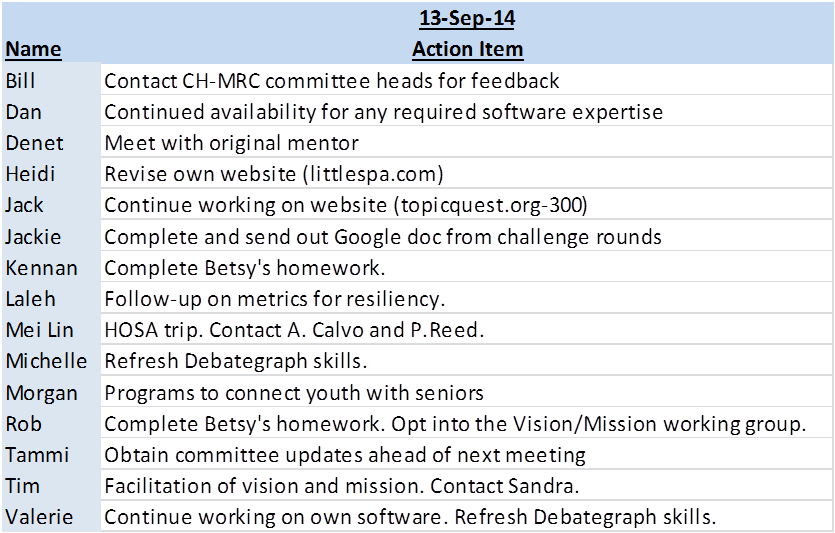 13-Sep-14
Name Action Item
Bill Contact CH-MRC committee heads for feedback
Dan Continued availability for any required software expertise
Denet Meet with original mentor
Heidi Revise own website (littlespa.com)
Jack Continue working on website (topicquest.org-300)
Jackie Complete and send out Google doc from challenge rounds
Kennan Complete Betsy's homework.
Laleh Follow-up on metrics for resiliency.
Mei Lin HOSA trip. Contact A. Calvo and P.Reed.
Michelle Refresh Debategraph skills.
Morgan Programs to connect youth with seniors
Rob Complete Betsy's homework. Opt into the Vision/Mission working group.
Tammi Obtain committee updates ahead of next meeting
Tim Facilitation of vision and mission. Contact Sandra.
Valerie Continue working on own software. Refresh Debategraph skills.